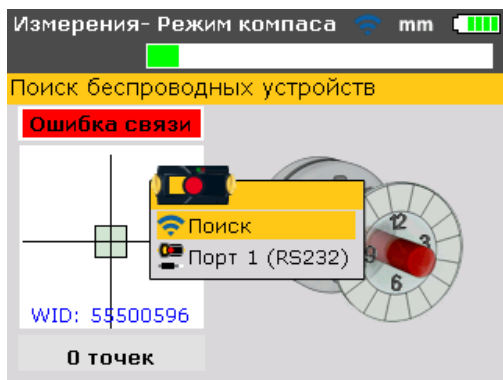 Измерения- Режим компаса mm
Поиск беспроводных устройств
Ошибка связи
Поиск
Порт 1 (RS232)
12
3
9
6
WID: 55500596
0 точек